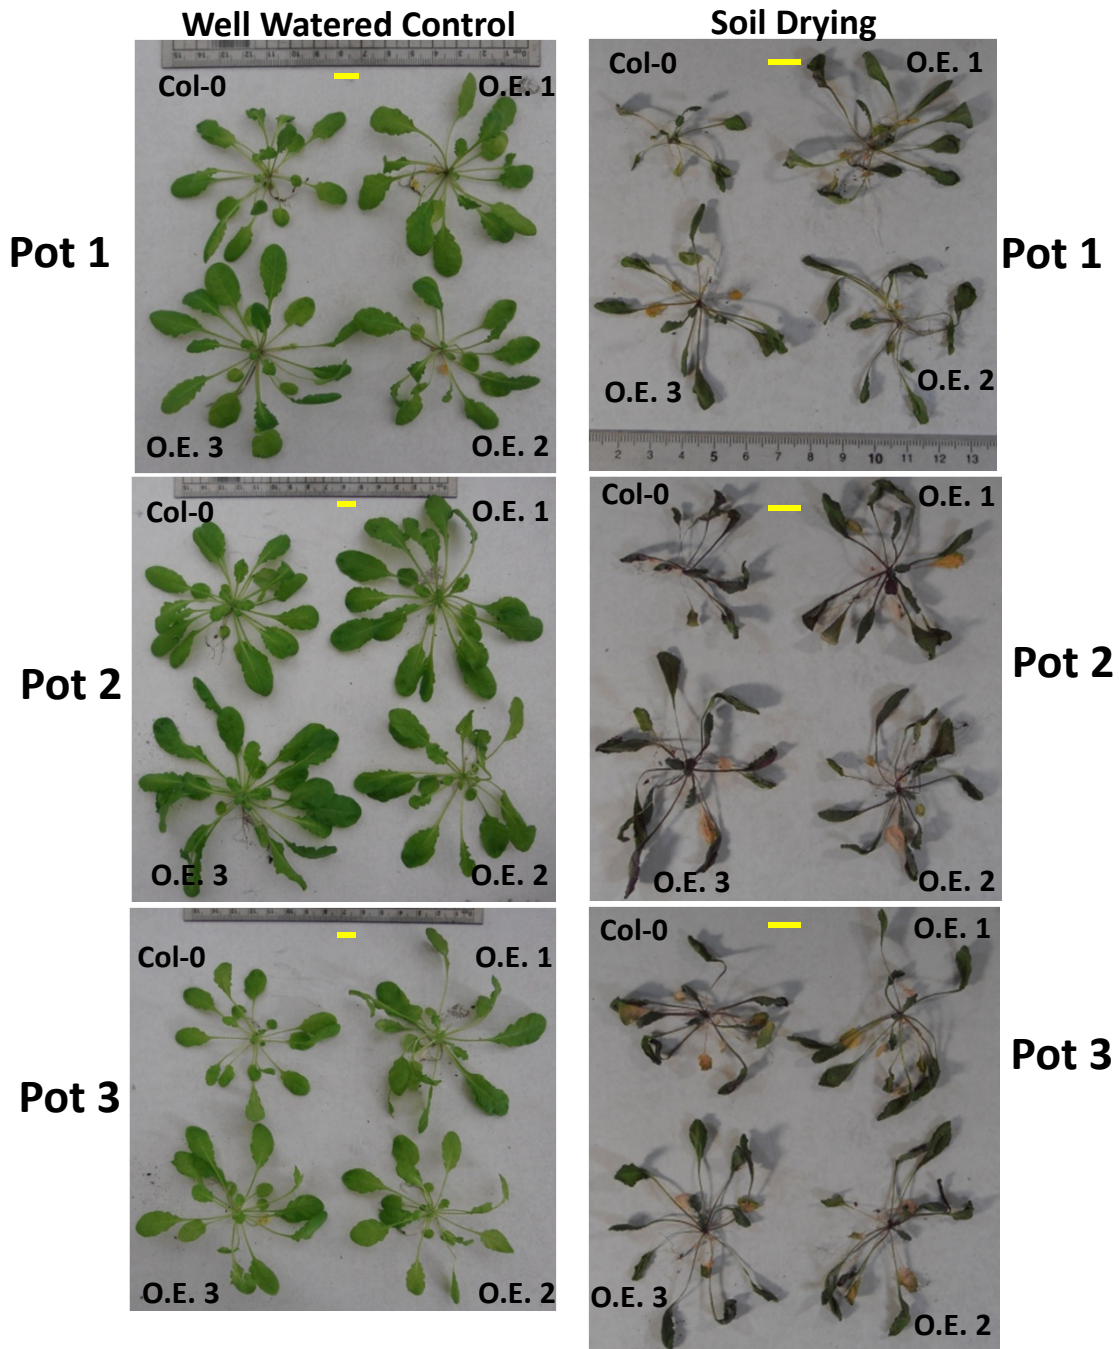 Well Watered Control
Soil Drying
Col-0
O.E. 1
Col-0
O.E. 1
Pot 1
Pot 1
O.E. 3
O.E. 2
O.E. 3
O.E. 2
2 3 4 5 6 7 8 9 10 11 12 13
Col-0
O.E. 1
Col-0
O.E. 1
Pot 2
Pot 2
O.E. 3
O.E. 2
O.E. 3
O.E. 2
Col-0
O.E. 1
Col-0
O.E. 1
Pot 3
Pot 3
O.E. 3
O.E. 2
O.E. 3
O.E. 2